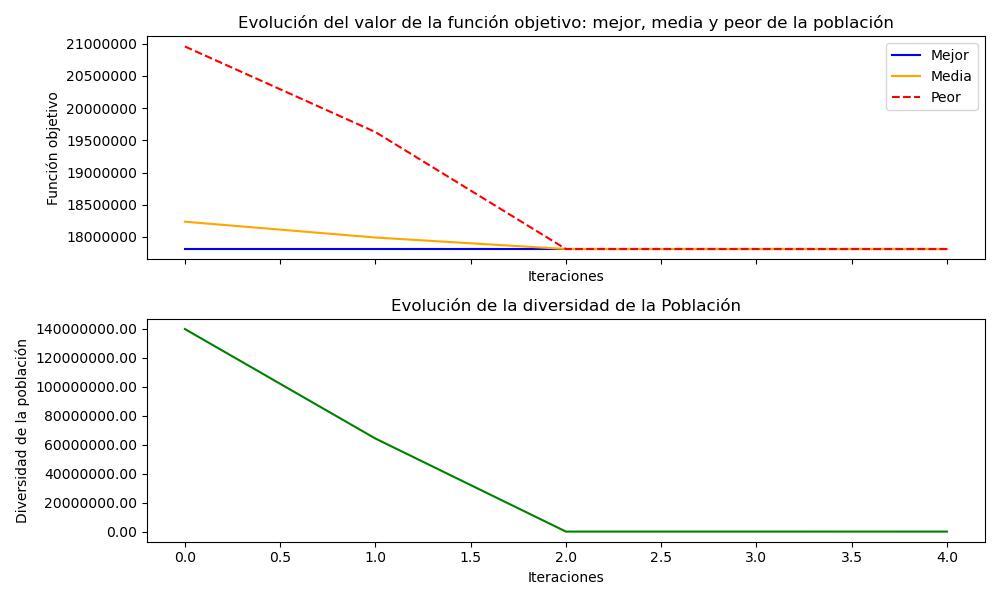 Evolución del valor de la función objetivo: mejor, media y peor de la población
21000000
20500000
20000000
19500000
19000000
18500000
18000000
Función objetivo
Mejor
Media
Peor
Iteraciones
Evolución de la diversidad de la Población
140000000.00
120000000.00
100000000.00
80000000.00
60000000.00
40000000.00
20000000.00
0.00
Diversidad de la población
0.0 0.5 1.0 1.5 2.0 2.5 3.0 3.5 4.0
Iteraciones